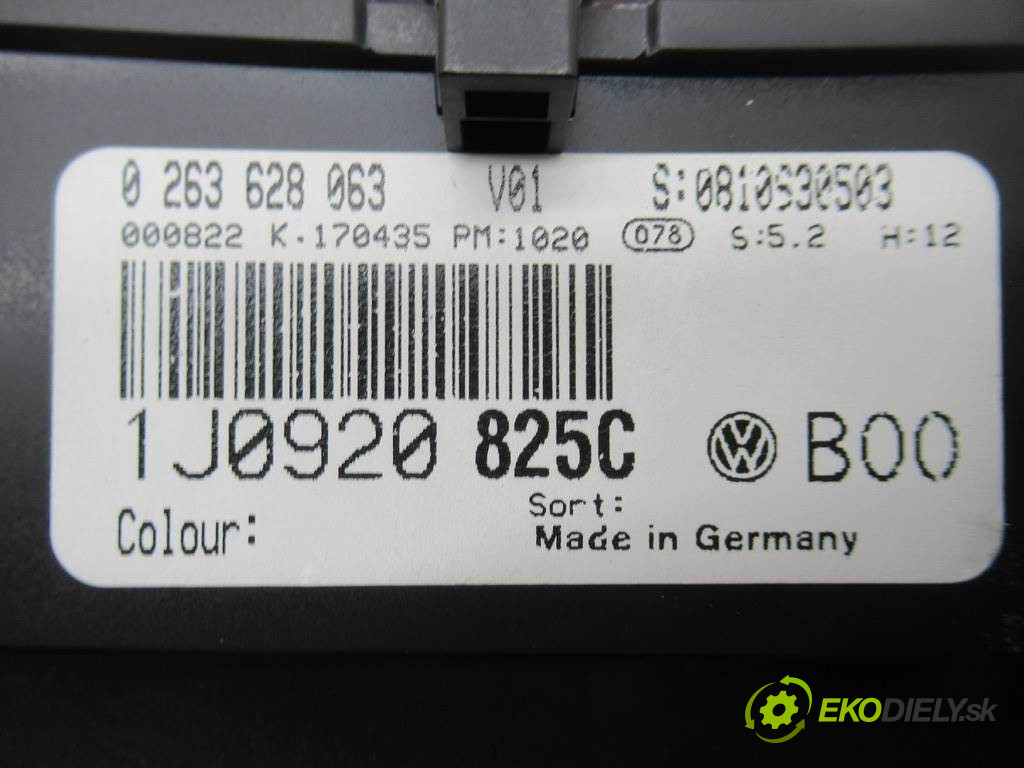 0 263 628 063 V01 S:0810630503
000822 K-170435 PM:1020 078 S:5.2 H:12
1J0920 825C VW B00
Sort:
Colour: Made in Germany
EKODIELY.sk